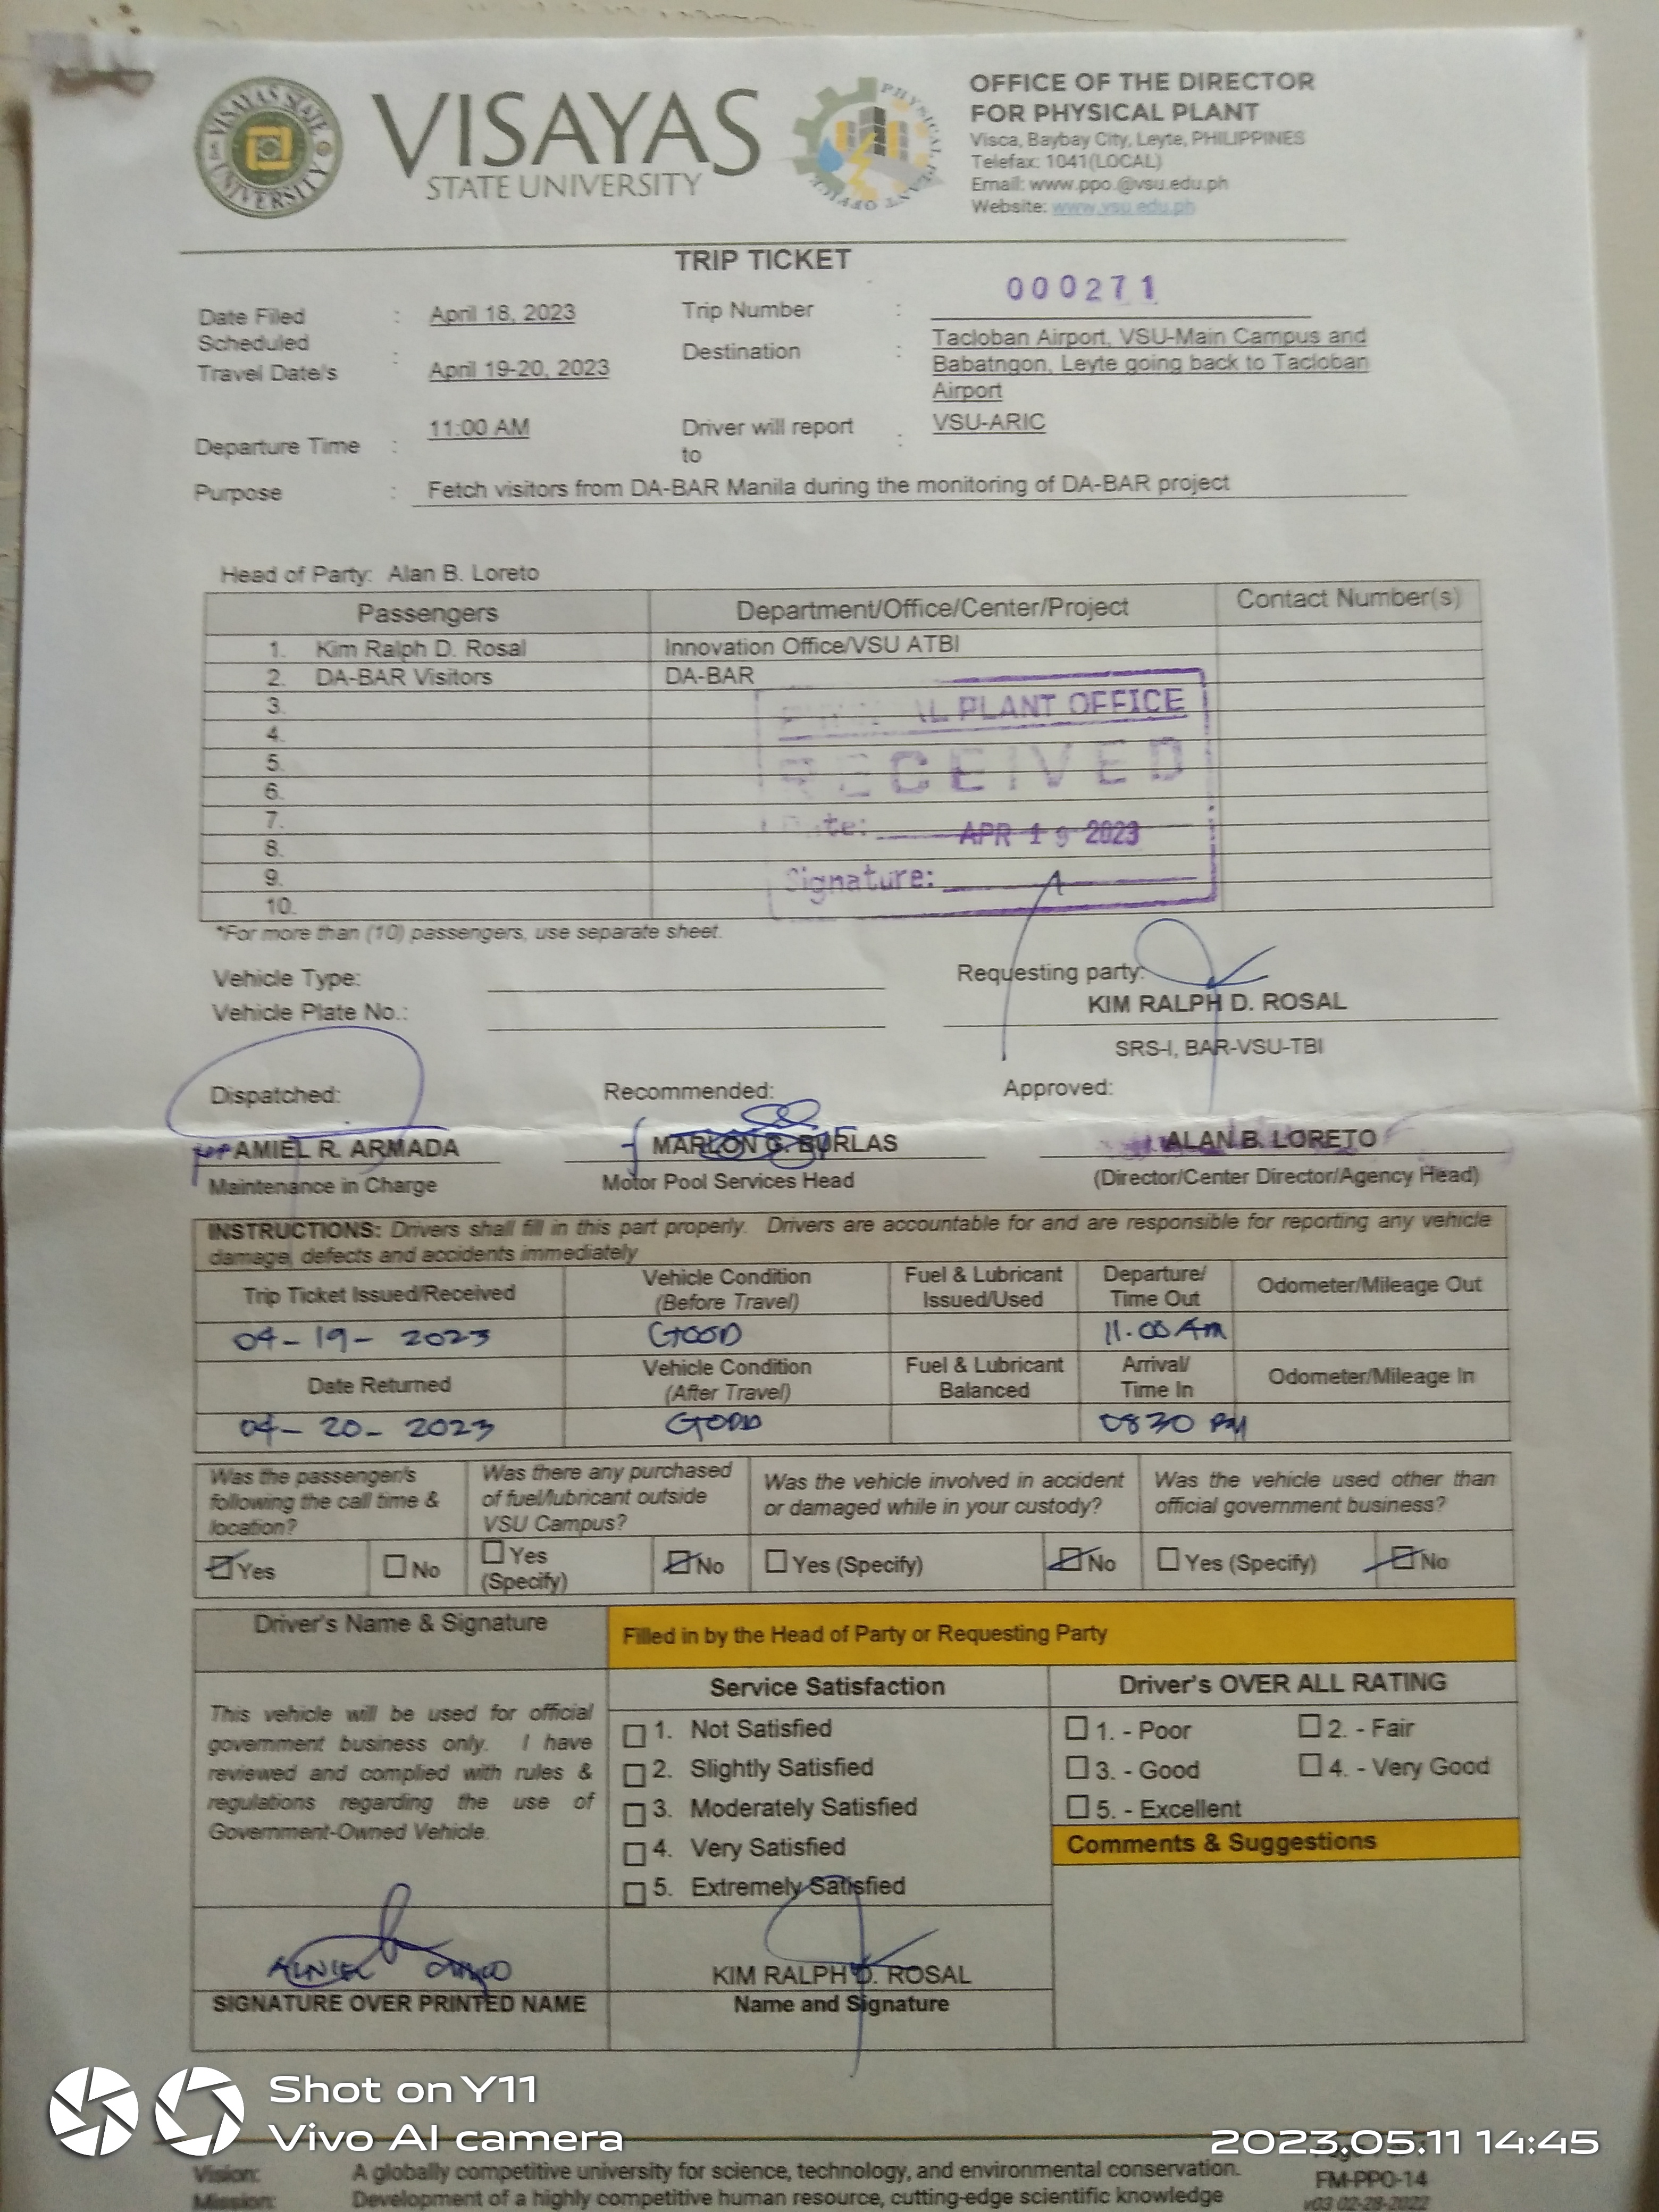 VISAYAS STATE UNIVERSITY
VISAYAS
STATE UNIVERSITY
PHYSICAL PLANT OFFICE
OFFICE OF THE DIRECTOR
FOR PHYSICAL PLANT
Visca, Baybay City, Leyte, PHILIPPINES
Telefax: 1041(LOCAL)
Email: www.ppo.@vsu.edu.ph
Website: www.vsu.edu.ph
TRIP TICKET
Date Filed : April 18, 2023 Trip Number : 000271
Scheduled Travel Date/s : April 19-20, 2023 Destination : Tacloban Airport, VSU-Main Campus and
Babatngon, Leyte going back to Tacloban
Airport
Departure Time : 11:00 AM Driver will report to : VSU-ARIC
Purpose : Fetch visitors from DA-BAR Manila during the monitoring of DA-BAR project
Head of Party: Alan B. Loreto
Passengers Department/Office/Center/Project Contact Number(s)
1. Kim Ralph D. Rosal Innovation Office/VSU ATBI
2. DA-BAR Visitors DA-BAR
3.
4.
5.
6.
7.
8.
9.
10.
PLANT OFFICE
RECEIVED
Date: APR 19 2023
Signature:
*For more than (10) passengers, use separate sheet.
Vehicle Type: Requesting party:
Vehicle Plate No.: KIM RALPH D. ROSAL
SRS-I, BAR-VSU-TBI
Dispatched: Recommended: Approved:
AMIEL R. ARMADA MARLON G. BURLAS ALAN B. LORETO
Maintenance in Charge Motor Pool Services Head (Director/Center Director/Agency Head)
INSTRUCTIONS: Drivers shall fill in this part properly. Drivers are accountable for and are responsible for reporting any vehicle
damage, defects and accidents immediately
Trip Ticket Issued/Received Vehicle Condition (Before Travel) Fuel & Lubricant Issued/Used Departure/ Time Out Odometer/Mileage Out
04-19-2023 GOOD 11.00 AM
Date Returned Vehicle Condition (After Travel) Fuel & Lubricant Balanced Arrival/ Time In Odometer/Mileage In
04-20-2023 GOOD 0830 PM
Was the passenger/s following the call time & location? Was there any purchased of fuel/lubricant outside VSU Campus? Was the vehicle involved in accident or damaged while in your custody? Was the vehicle used other than official government business?
Yes No Yes (Specify) No Yes (Specify) No Yes (Specify) No
Driver's Name & Signature
Filled in by the Head of Party or Requesting Party
This vehicle will be used for official
government business only. I have
reviewed and complied with rules &
regulations regarding the use of
Government-Owned Vehicle.
Service Satisfaction
1. Not Satisfied
2. Slightly Satisfied
3. Moderately Satisfied
4. Very Satisfied
5. Extremely Satisfied
Driver's OVER ALL RATING
1. - Poor 2. - Fair
3. - Good 4. - Very Good
5. - Excellent
Comments & Suggestions
KIM RALPH D. ROSAL
SIGNATURE OVER PRINTED NAME Name and Signature
Shot on Y11
Vivo AI camera
2023.05.11 14:45
Vision: A globally competitive university for science, technology, and environmental conservation.
Mission: Development of a highly competitive human resource, cutting-edge scientific knowledge
FM-PPO-14
v03 02-28-2022